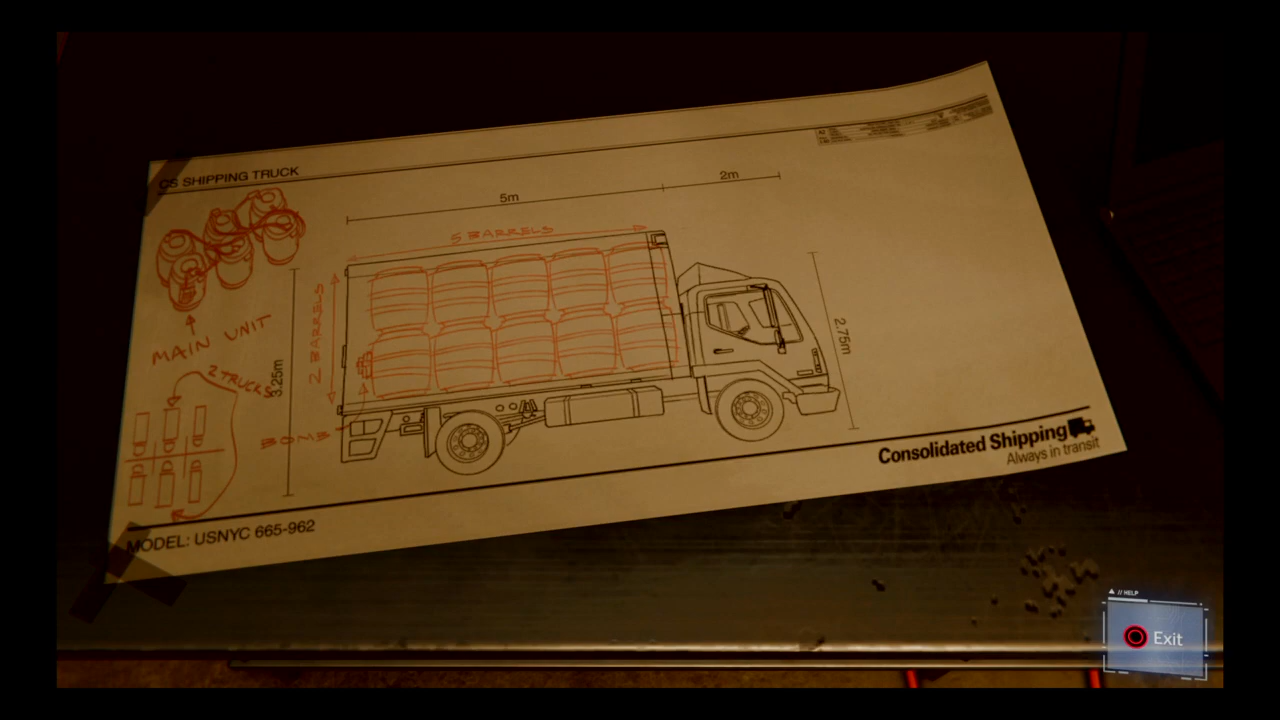 CS SHIPPING TRUCK
5m
2m
5 BARRELS
2 BARRELS
3.25m
2.75m
MAIN UNIT
2 TRUCKS
BOMB
Consolidated Shipping
Always in transit
MODEL: USNYC 665-962
// HELP
Exit